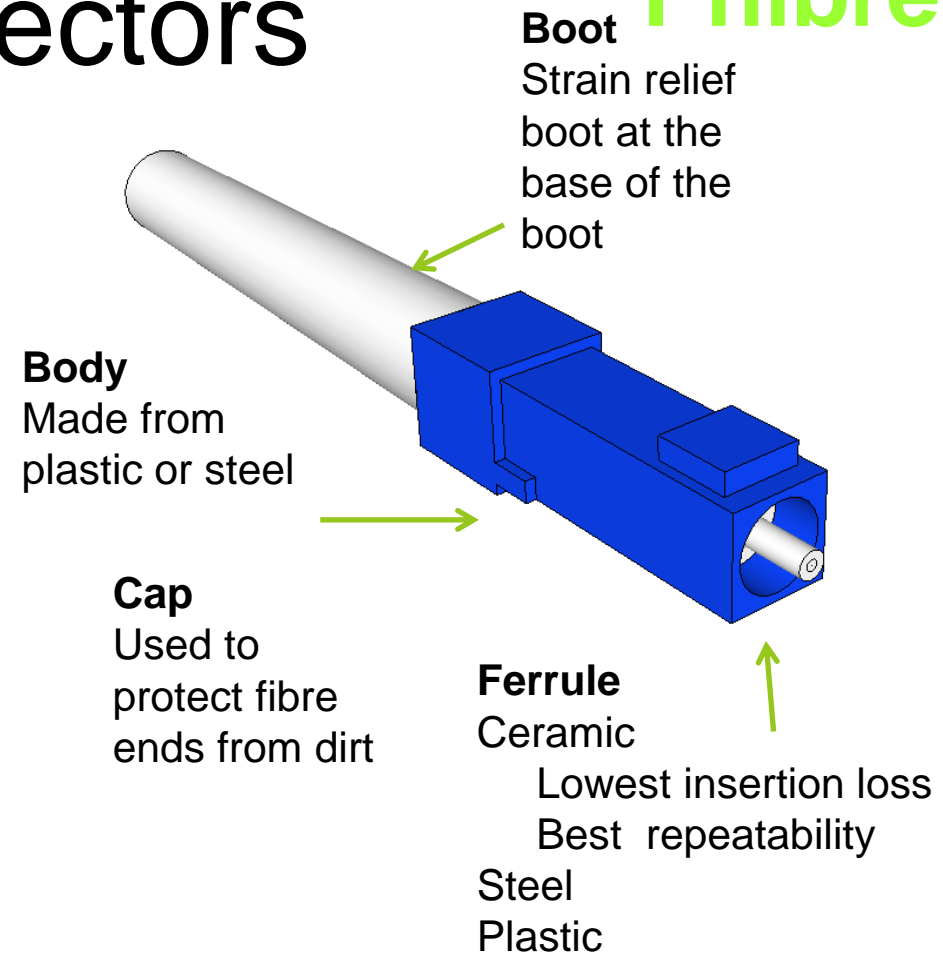 ectors
Boot
Strain relief
boot at the
base of the
boot
Body
Made from
plastic or steel
Cap
Used to
protect fibre
ends from dirt
Ferrule
Ceramic
Lowest insertion loss
Best repeatability
Steel
Plastic